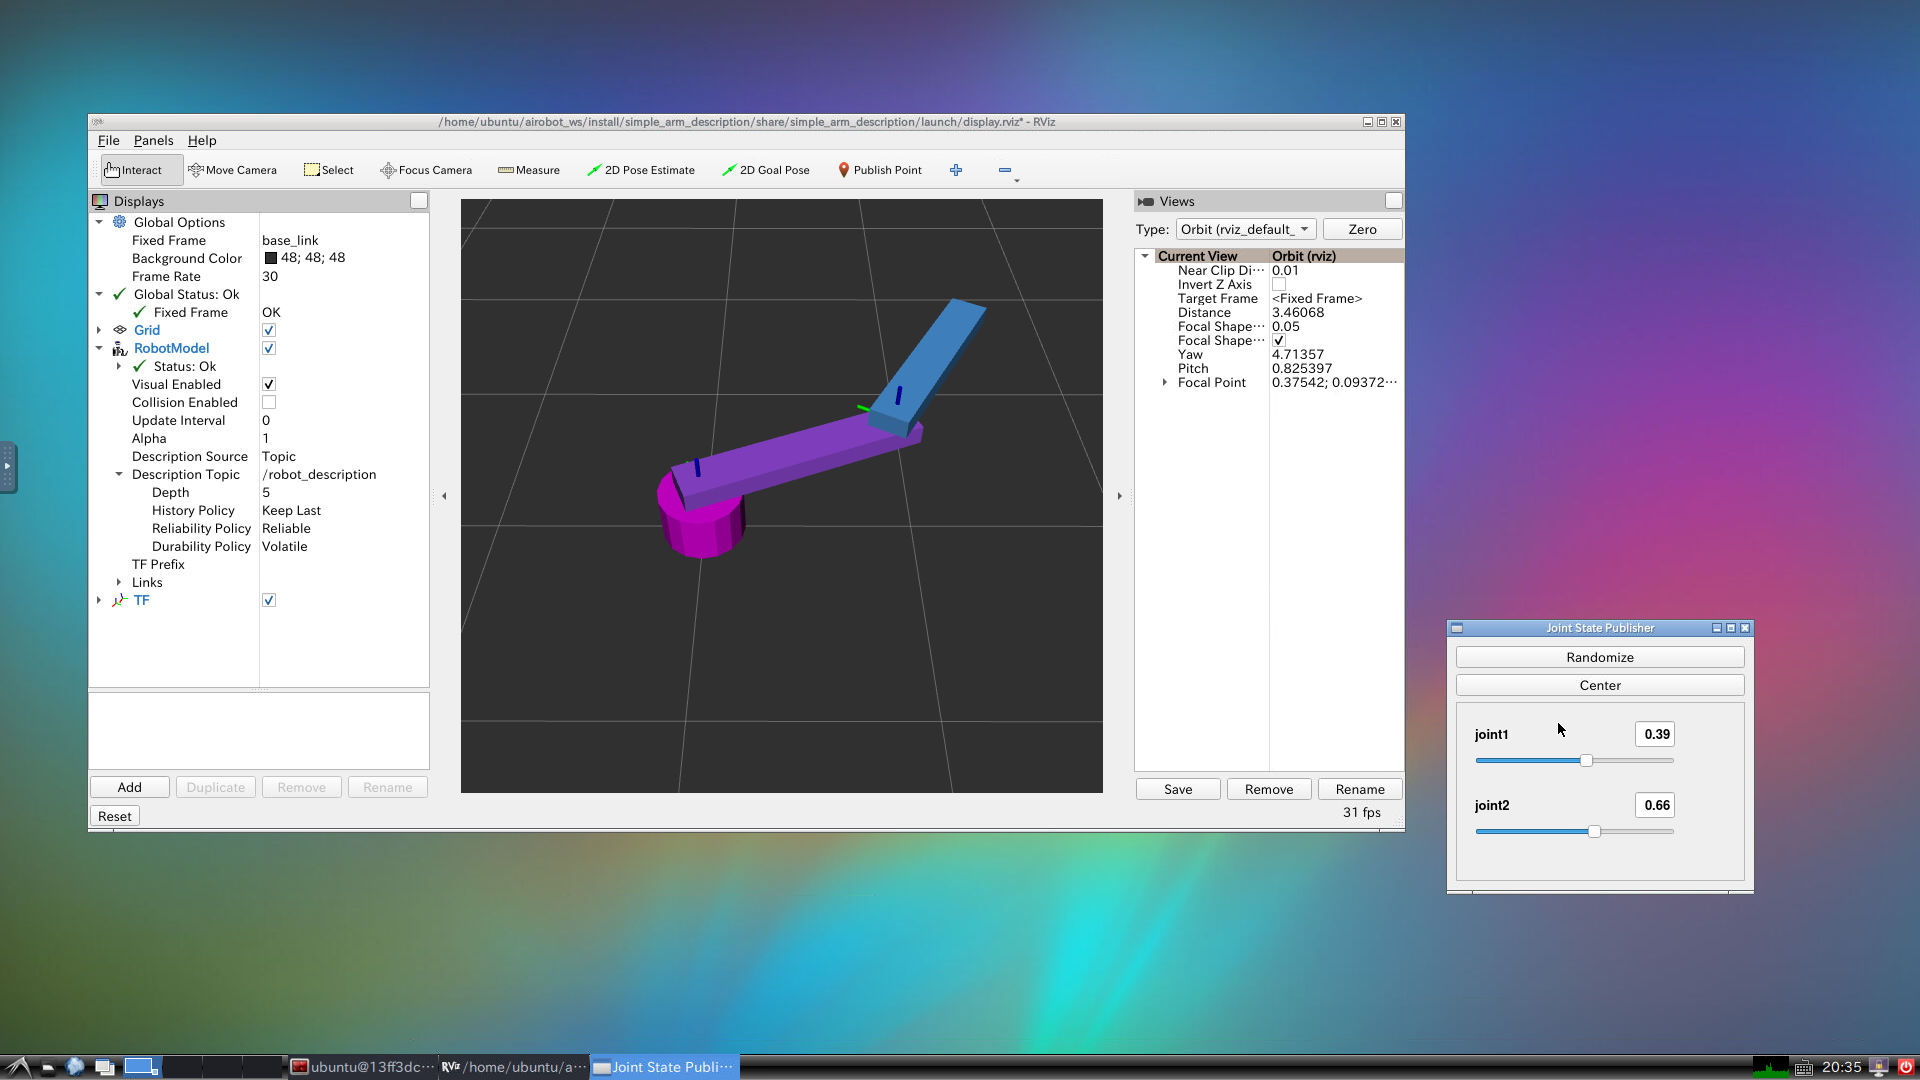 /home/ubuntu/airobot_ws/install/simple_arm_description/share/simple_arm_description/launch/display.rviz* - RViz
File Panels Help
Interact Move Camera Select Focus Camera Measure 2D Pose Estimate 2D Goal Pose Publish Point
Displays
Global Options
Fixed Frame base_link
Background Color 48; 48; 48
Frame Rate 30
Global Status: Ok
Fixed Frame OK
Grid
RobotModel
Status: Ok
Visual Enabled
Collision Enabled
Update Interval 0
Alpha 1
Description Source Topic
Description Topic /robot_description
Depth 5
History Policy Keep Last
Reliability Policy Reliable
Durability Policy Volatile
TF Prefix
Links
TF
Add Duplicate Remove Rename
Reset
Views
Type: Orbit (rviz_default_ Zero
Current View Orbit (rviz)
Near Clip Di··· 0.01
Invert Z Axis
Target Frame <Fixed Frame>
Distance 3.46068
Focal Shape··· 0.05
Focal Shape···
Yaw 4.71357
Pitch 0.825397
Focal Point 0.37542; 0.09372···
Save Remove Rename
31 fps
Joint State Publisher
Randomize
Center
joint1 0.39
joint2 0.66
ubuntu@13ff3dc··· RViz /home/ubuntu/a··· Joint State Publi··· 20:35